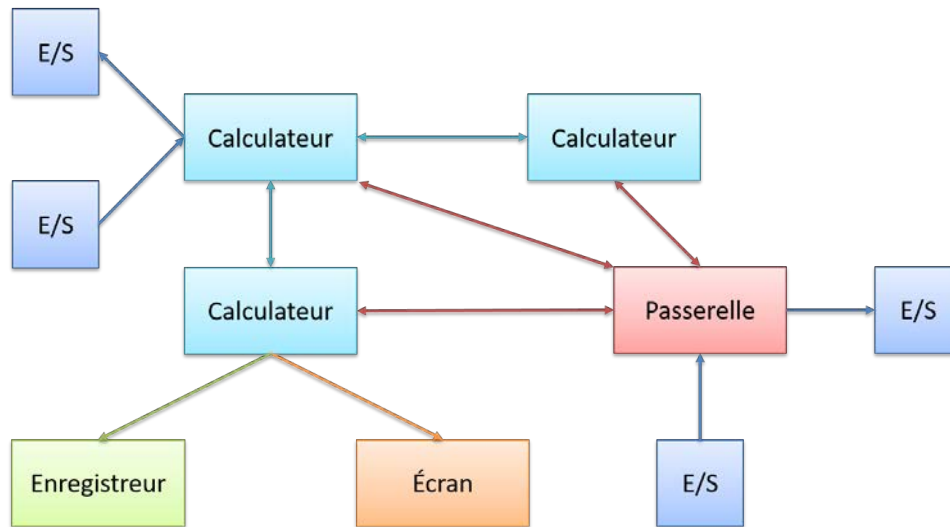 E/S
Calculateur
Calculateur
E/S
Calculateur
Passerelle
E/S
Enregistreur
Écran
E/S